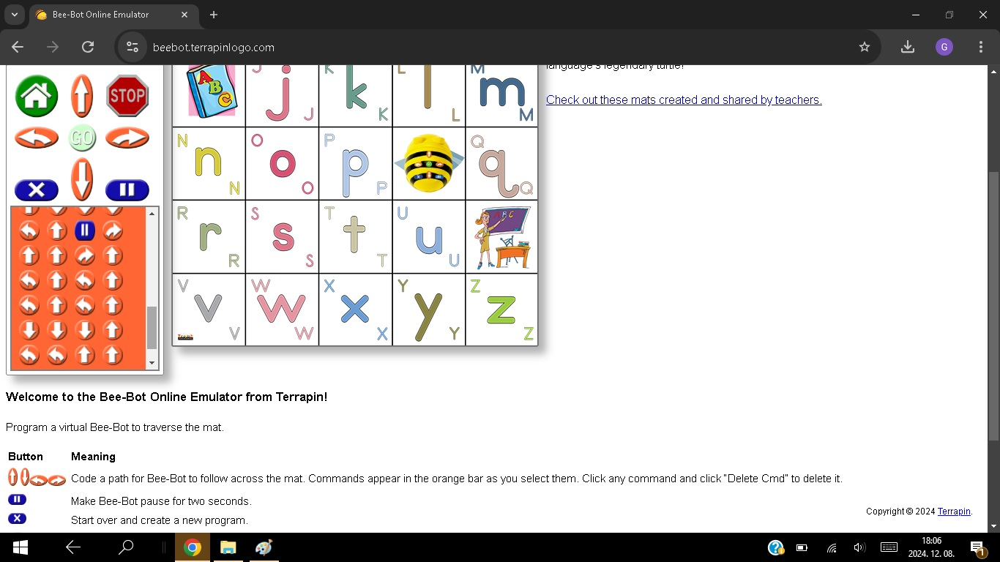 Bee-Bot Online Emulator
beebot.terrapinlogo.com
G
language's legendary turtle!
Check out these mats created and shared by teachers.
STOP
GO
A B C
J j J
K k K
L l L
M m M
N n N
O o O
P p P
Q q Q
R r R
S s S
T t T
U u U
A B C
V v V
W w W
X x X
Y y Y
Z z Z
Welcome to the Bee-Bot Online Emulator from Terrapin!
Program a virtual Bee-Bot to traverse the mat.
Button Meaning
Code a path for Bee-Bot to follow across the mat. Commands appear in the orange bar as you select them. Click any command and click "Delete Cmd" to delete it.
Make Bee-Bot pause for two seconds.
Start over and create a new program.
Copyright © 2024 Terrapin.
18:06
2024. 12. 08.
1